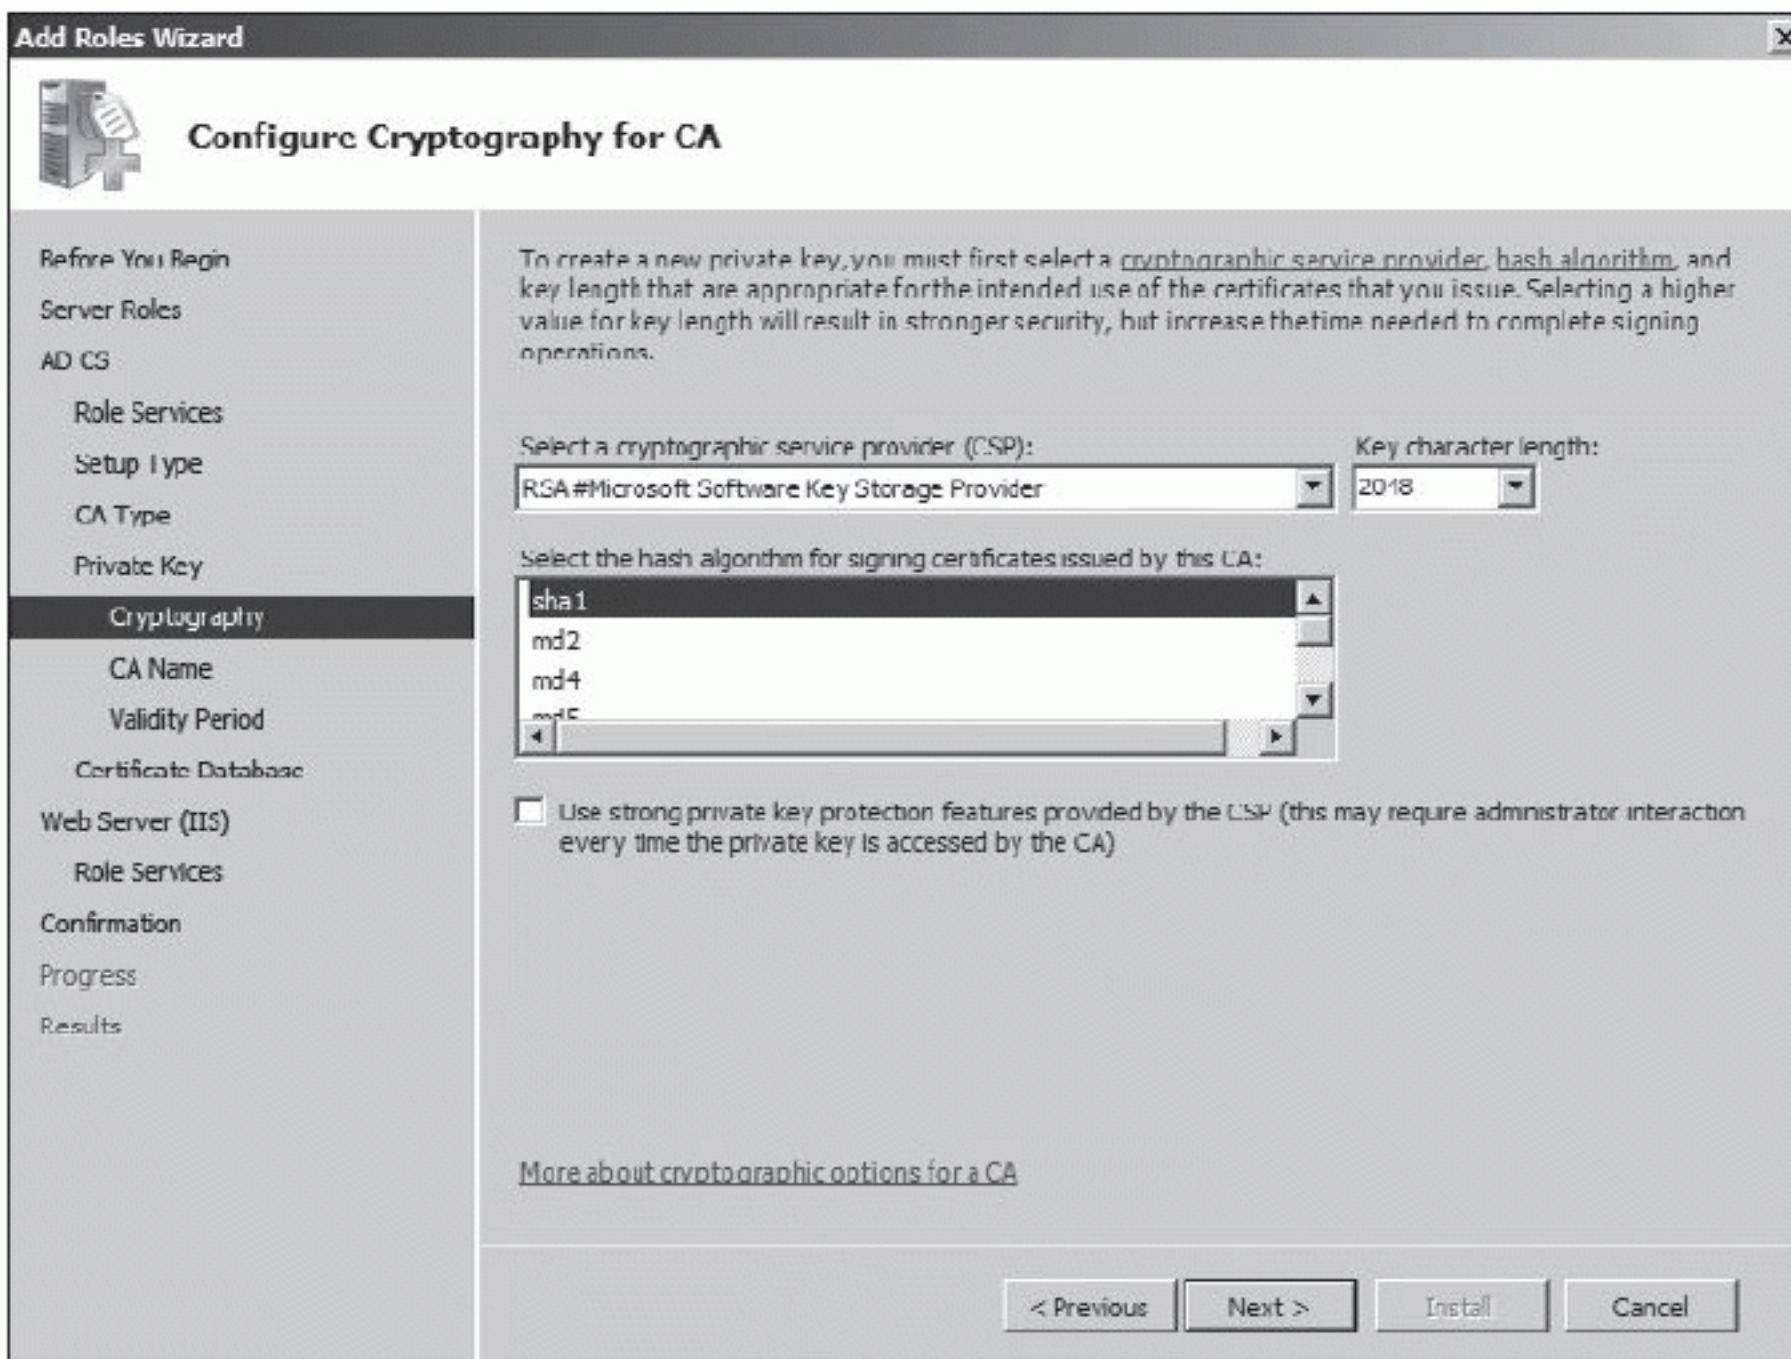 Add Roles Wizard
Configure Cryptography for CA
Before You Begin
Server Roles
AD CS
Role Services
Setup Type
CA Type
Private Key
Cryptography
CA Name
Validity Period
Certificate Database
Web Server (IIS)
Role Services
Confirmation
Progress
Results
To create a new private key, you must first select a cryptographic service provider, hash algorithm, and
key length that are appropriate for the intended use of the certificates that you issue. Selecting a higher
value for key length will result in stronger security, but increase the time needed to complete signing
operations.
Select a cryptographic service provider (CSP):
Key character length:
RSA#Microsoft Software Key Storage Provider
2048
Select the hash algorithm for signing certificates issued by this CA:
sha1
md2
md4
md5
Use strong private key protection features provided by the CSP (this may require administrator interaction
every time the private key is accessed by the CA)
More about cryptographic options for a CA
< Previous
Next >
Install
Cancel